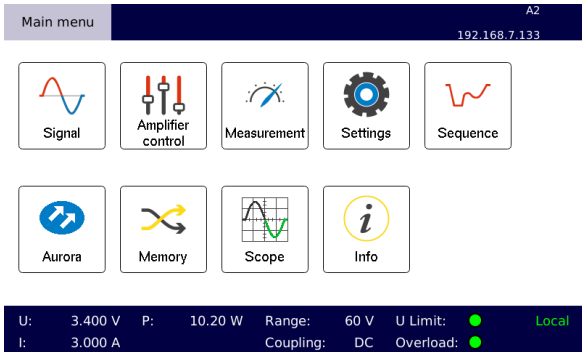 Main menu
A2
192.168.7.133
Signal
Amplifier
control
Measurement
Settings
Sequence
Aurora
Memory
Scope
i
Info
U: 3.400 V P: 10.20 W Range: 60 V U Limit: Local
I: 3.000 A Coupling: DC Overload: